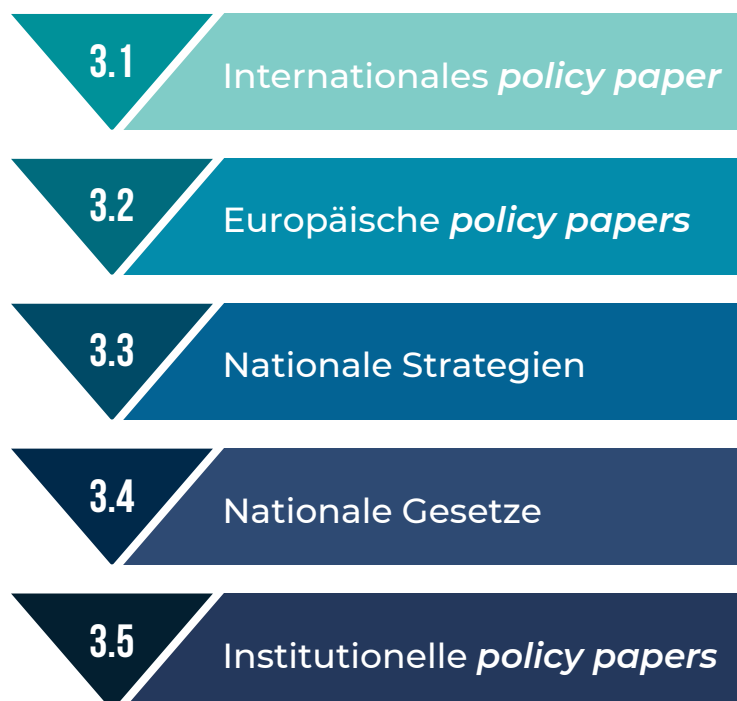 3.1
Internationales policy paper
3.2
Europäische policy papers
3.3
Nationale Strategien
3.4
Nationale Gesetze
3.5
Institutionelle policy papers